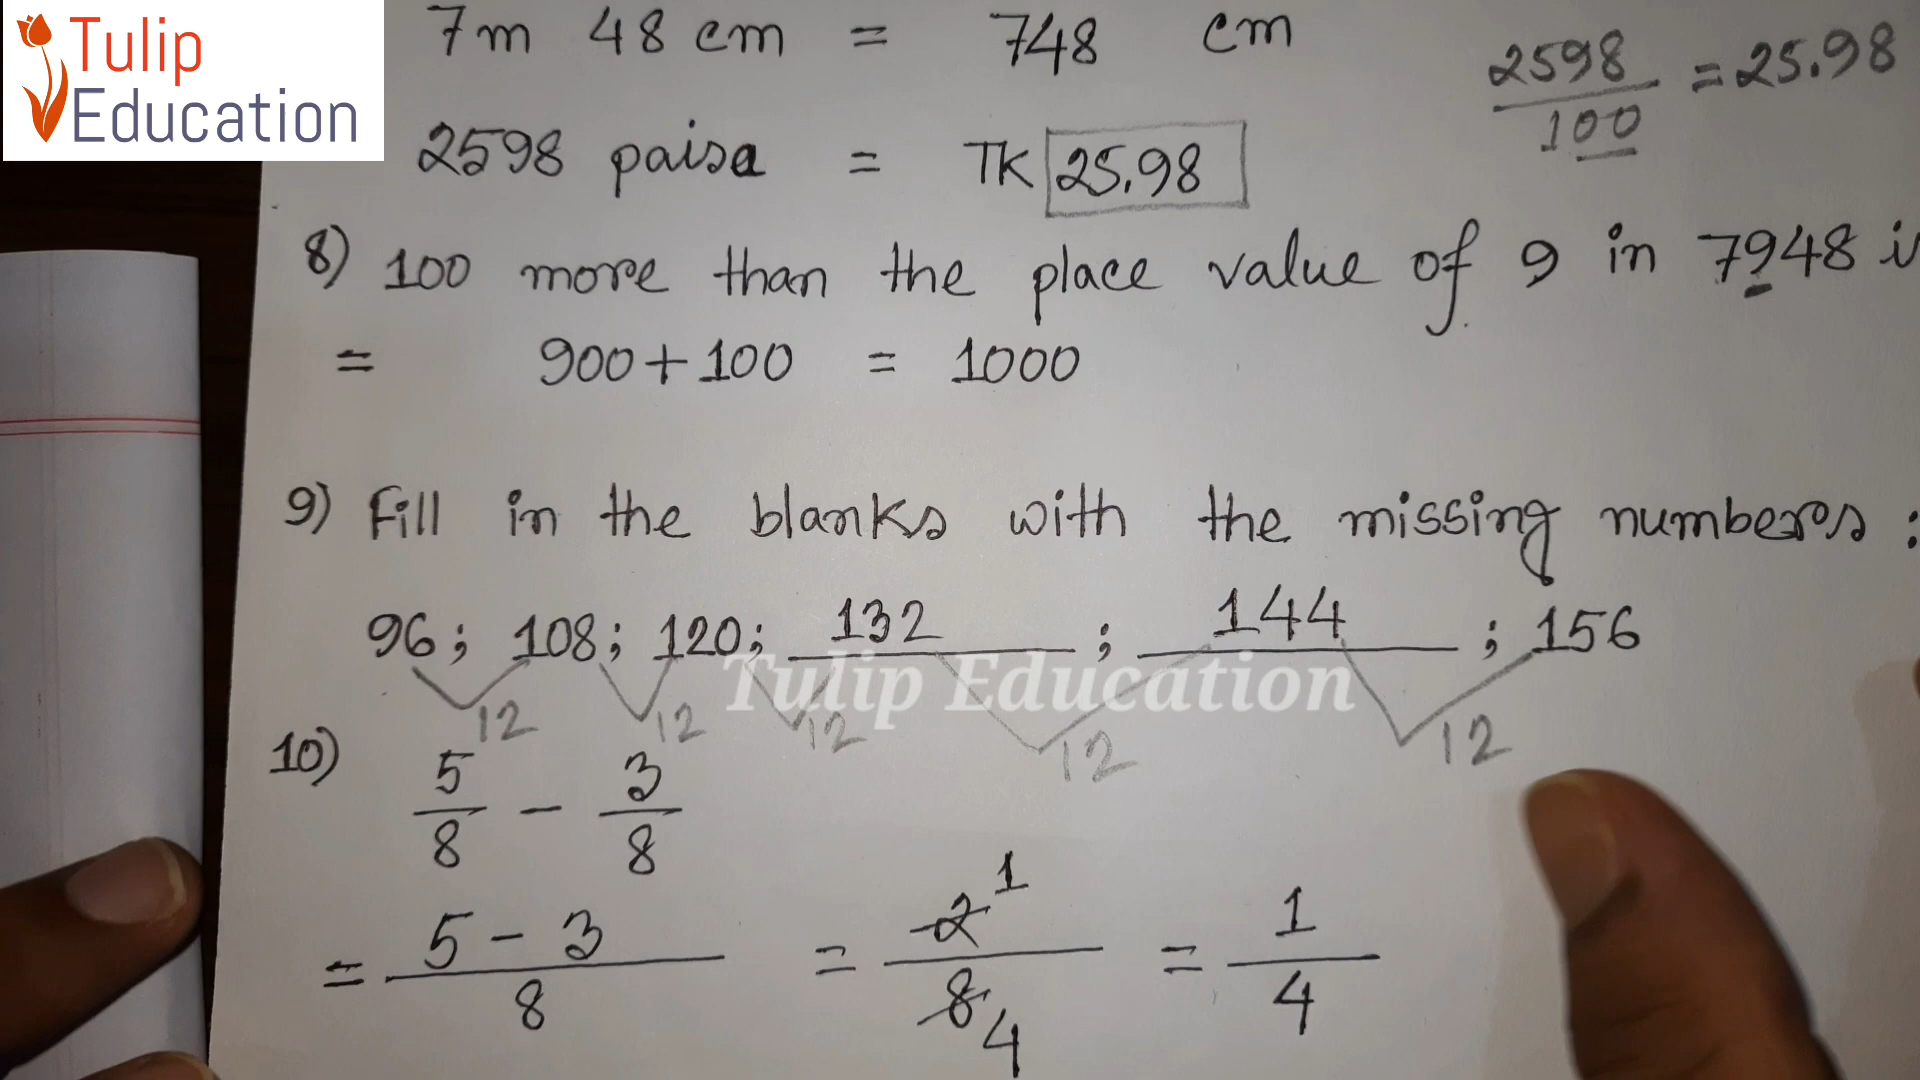 Tulip
Education
7m 48 cm = 748 cm
2598 paisa = TK 25.98
2598/100 = 25.98
8) 100 more than the place value of 9 in 7948 i
= 900 + 100 = 1000
9) Fill in the blanks with the missing numbers :
96; 108; 120; 132 ; 144 ; 156
12 12 12 12 12
Tulip Education
10) 5/8 - 3/8
= 5 - 3/8 = 2 1/8 4 = 1/4